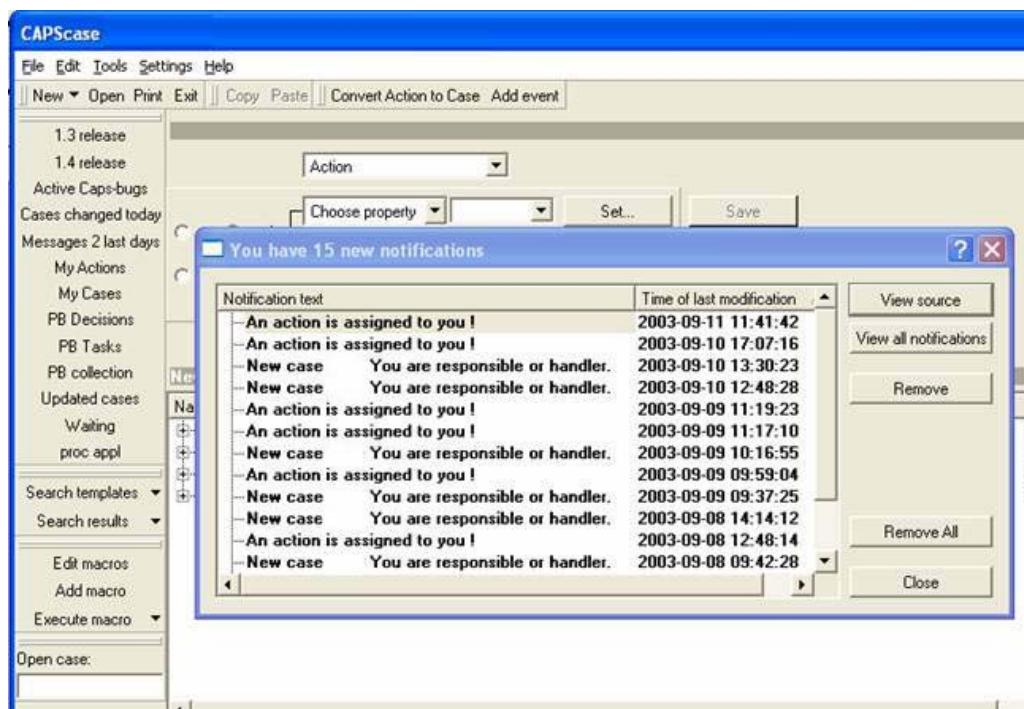 CAPScase
File Edit Tools Settings Help
New Open Print Exit Copy Paste Convert Action to Case Add event
1.3 release
1.4 release
Active Caps-bugs
Cases changed today
Messages 2 last days
My Actions
My Cases
PB Decisions
PB Tasks
PB collection
Updated cases
Waiting
proc appl
Search templates
Search results
Edit macros
Add macro
Execute macro
Open case:
Action
Choose property Set... Save
You have 15 new notifications
Notification text Time of last modification
An action is assigned to you ! 2003-09-11 11:41:42
An action is assigned to you ! 2003-09-10 17:07:16
New case You are responsible or handler. 2003-09-10 13:30:23
New case You are responsible or handler. 2003-09-10 12:48:28
An action is assigned to you ! 2003-09-09 11:19:23
An action is assigned to you ! 2003-09-09 11:17:10
New case You are responsible or handler. 2003-09-09 10:16:55
An action is assigned to you ! 2003-09-09 09:59:04
New case You are responsible or handler. 2003-09-09 09:37:25
New case You are responsible or handler. 2003-09-08 14:14:12
An action is assigned to you ! 2003-09-08 12:48:14
New case You are responsible or handler. 2003-09-08 09:42:28
View source
View all notifications
Remove
Remove All
Close